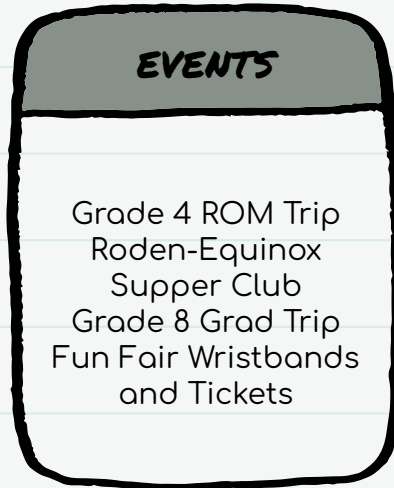 EVENTS
Grade 4 ROM Trip
Roden-Equinox
Supper Club
Grade 8 Grad Trip
Fun Fair Wristbands
and Tickets